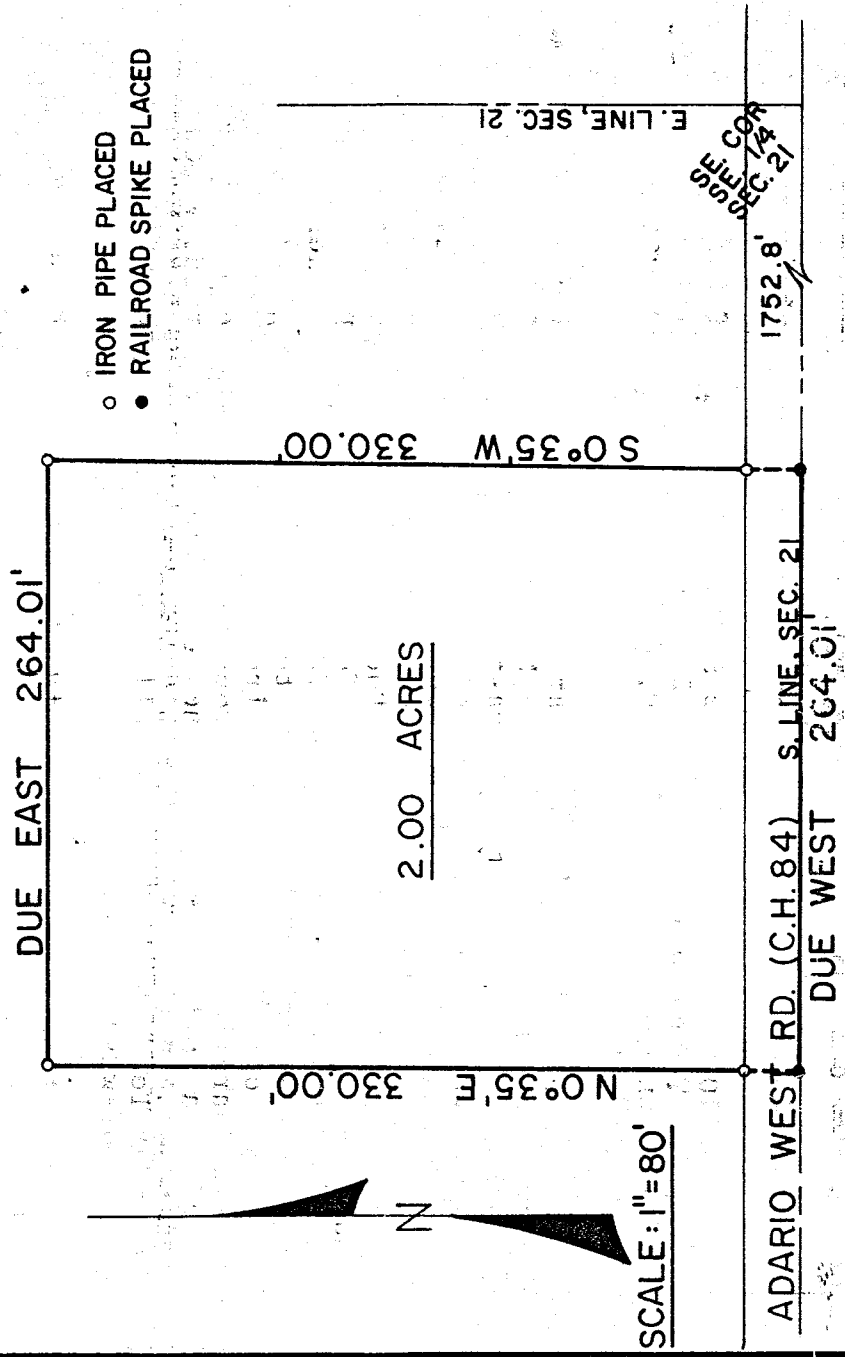 DUE EAST 264.01'
○ IRON PIPE PLACED
● RAILROAD SPIKE PLACED
N 0°35'E 330.00'
2.00 ACRES
S 0°35'W 330.00'
E. LINE, SEC. 21
SE COR
SE. 1/4
SEC. 21
N
SCALE: 1"=80'
1752.8'
ADARIO WEST RD. (C.H. 84) S. LINE, SEC. 21
DUE WEST 264.01'